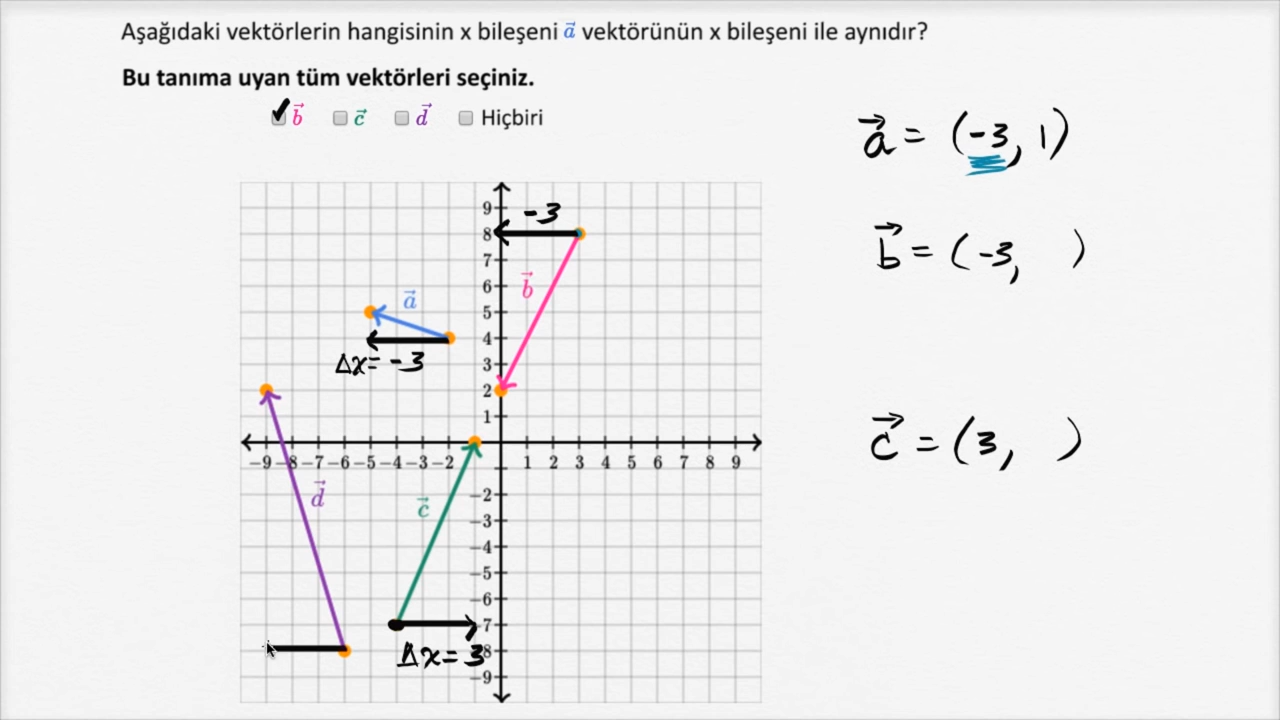 Aşağıdaki vektörlerin hangisinin x bileşeni a⃗ vektörünün x bileşeni ile aynıdır?
Bu tanıma uyan tüm vektörleri seçiniz.
b⃗ c⃗ d⃗ Hiçbiri
a⃗ = (-3, 1)
b⃗ = (-3, )
c⃗ = (3, )
9
-3
8
7
b⃗
6
a⃗
5
4
Δx= -3
3
2
1
-9 -8 -7 -6 -5 -4 -3 -2 1 2 3 4 5 6 7 8 9
d⃗
-2
c⃗
-3
-4
-5
-6
-7
Δx= 3
8
-9